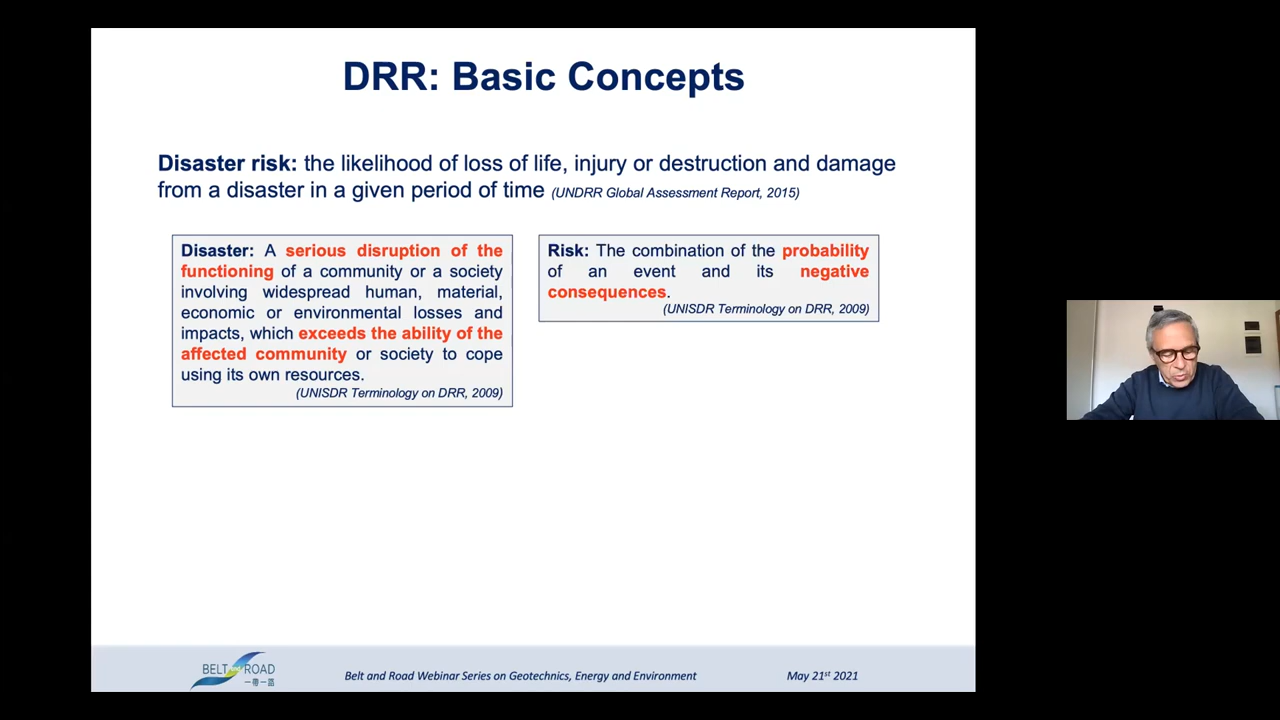 DRR: Basic Concepts
Disaster risk: the likelihood of loss of life, injury or destruction and damage
from a disaster in a given period of time (UNDRR Global Assessment Report, 2015)
Disaster: A serious disruption of the
functioning of a community or a society
involving widespread human, material,
economic or environmental losses and
impacts, which exceeds the ability of the
affected community or society to cope
using its own resources.
(UNISDR Terminology on DRR, 2009)
Risk: The combination of the probability
of an event and its negative
consequences.
(UNISDR Terminology on DRR, 2009)
BELT AND ROAD
一帶一路
Belt and Road Webinar Series on Geotechnics, Energy and Environment
May 21st 2021